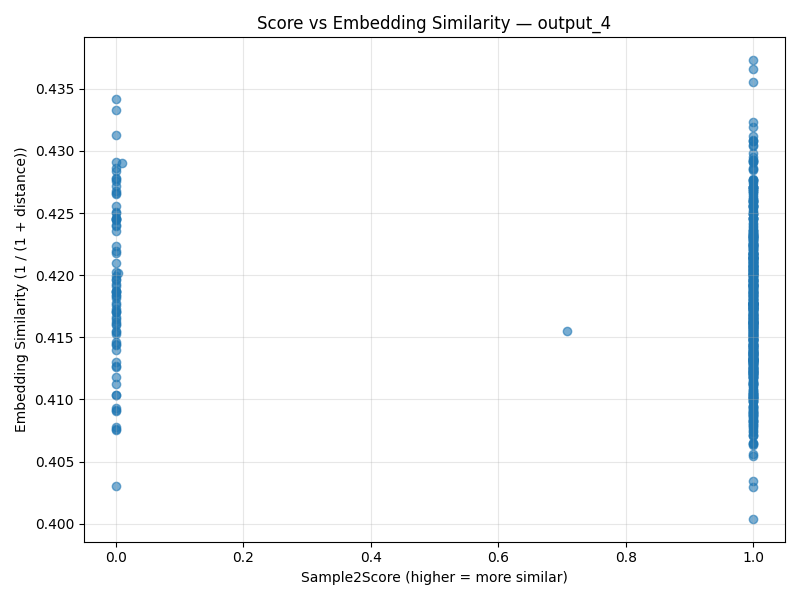 Score vs Embedding Similarity — output_4
Embedding Similarity (1 / (1 + distance))
0.435
0.430
0.425
0.420
0.415
0.410
0.405
0.400
0.0 0.2 0.4 0.6 0.8 1.0
Sample2Score (higher = more similar)